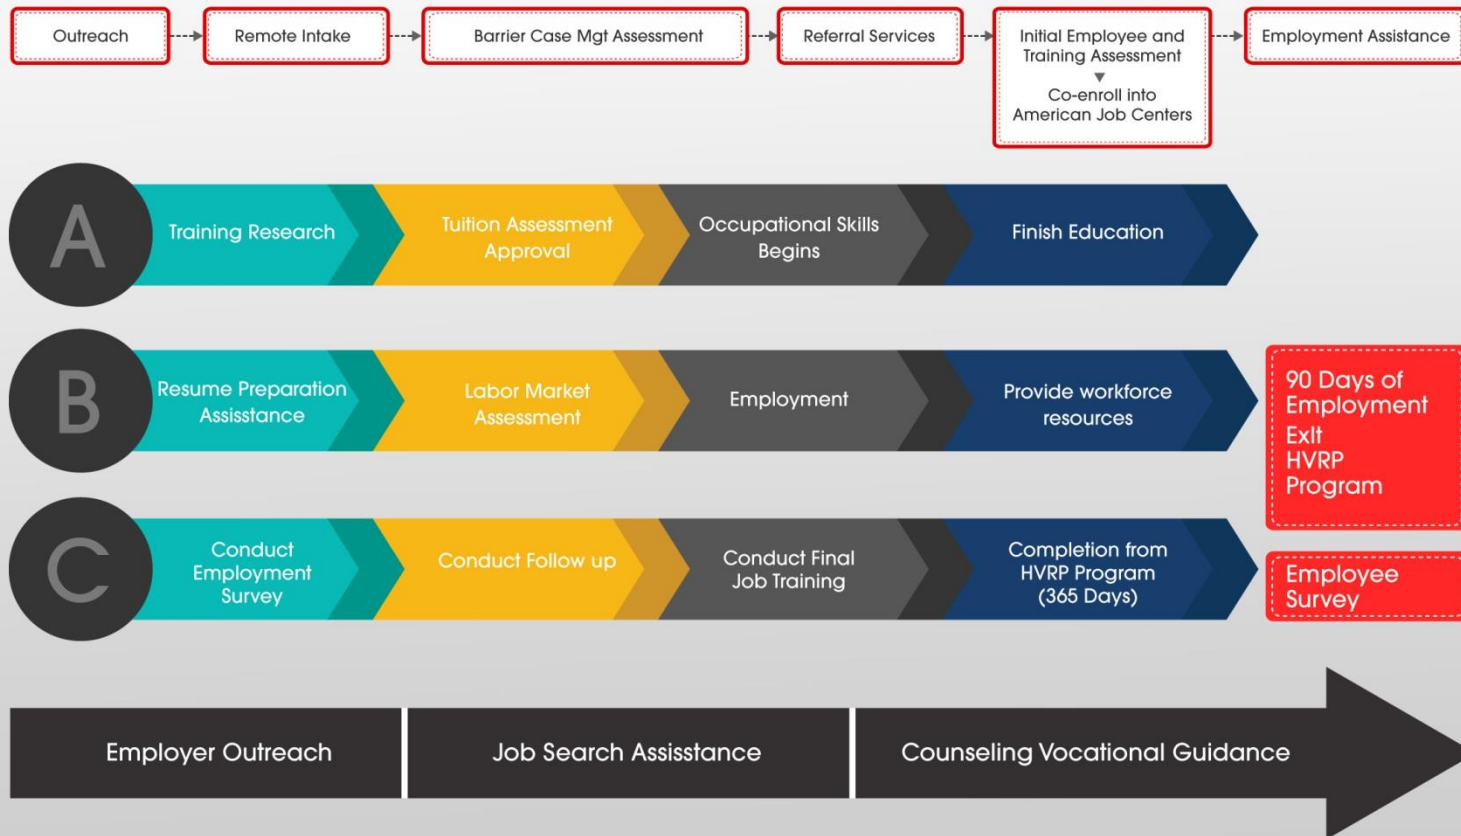 Outreach
Remote Intake
Barrier Case Mgt Assessment
Referral Services
Initial Employee and
Training Assessment
Co-enroll into
American Job Centers
Employment Assistance
A
Training Research
Tuition Assessment
Approval
Occupational Skills
Begins
Finish Education
B
Resume Preparation
Assisstance
Labor Market
Assessment
Employment
Provide workforce
resources
90 Days of
Employment
ExIt
HVRP
Program
C
Conduct
Employment
Survey
Conduct Follow up
Conduct Final
Job Training
Completion from
HVRP Program
(365 Days)
Employee
Survey
Employer Outreach
Job Search Assisstance
Counseling Vocational Guidance